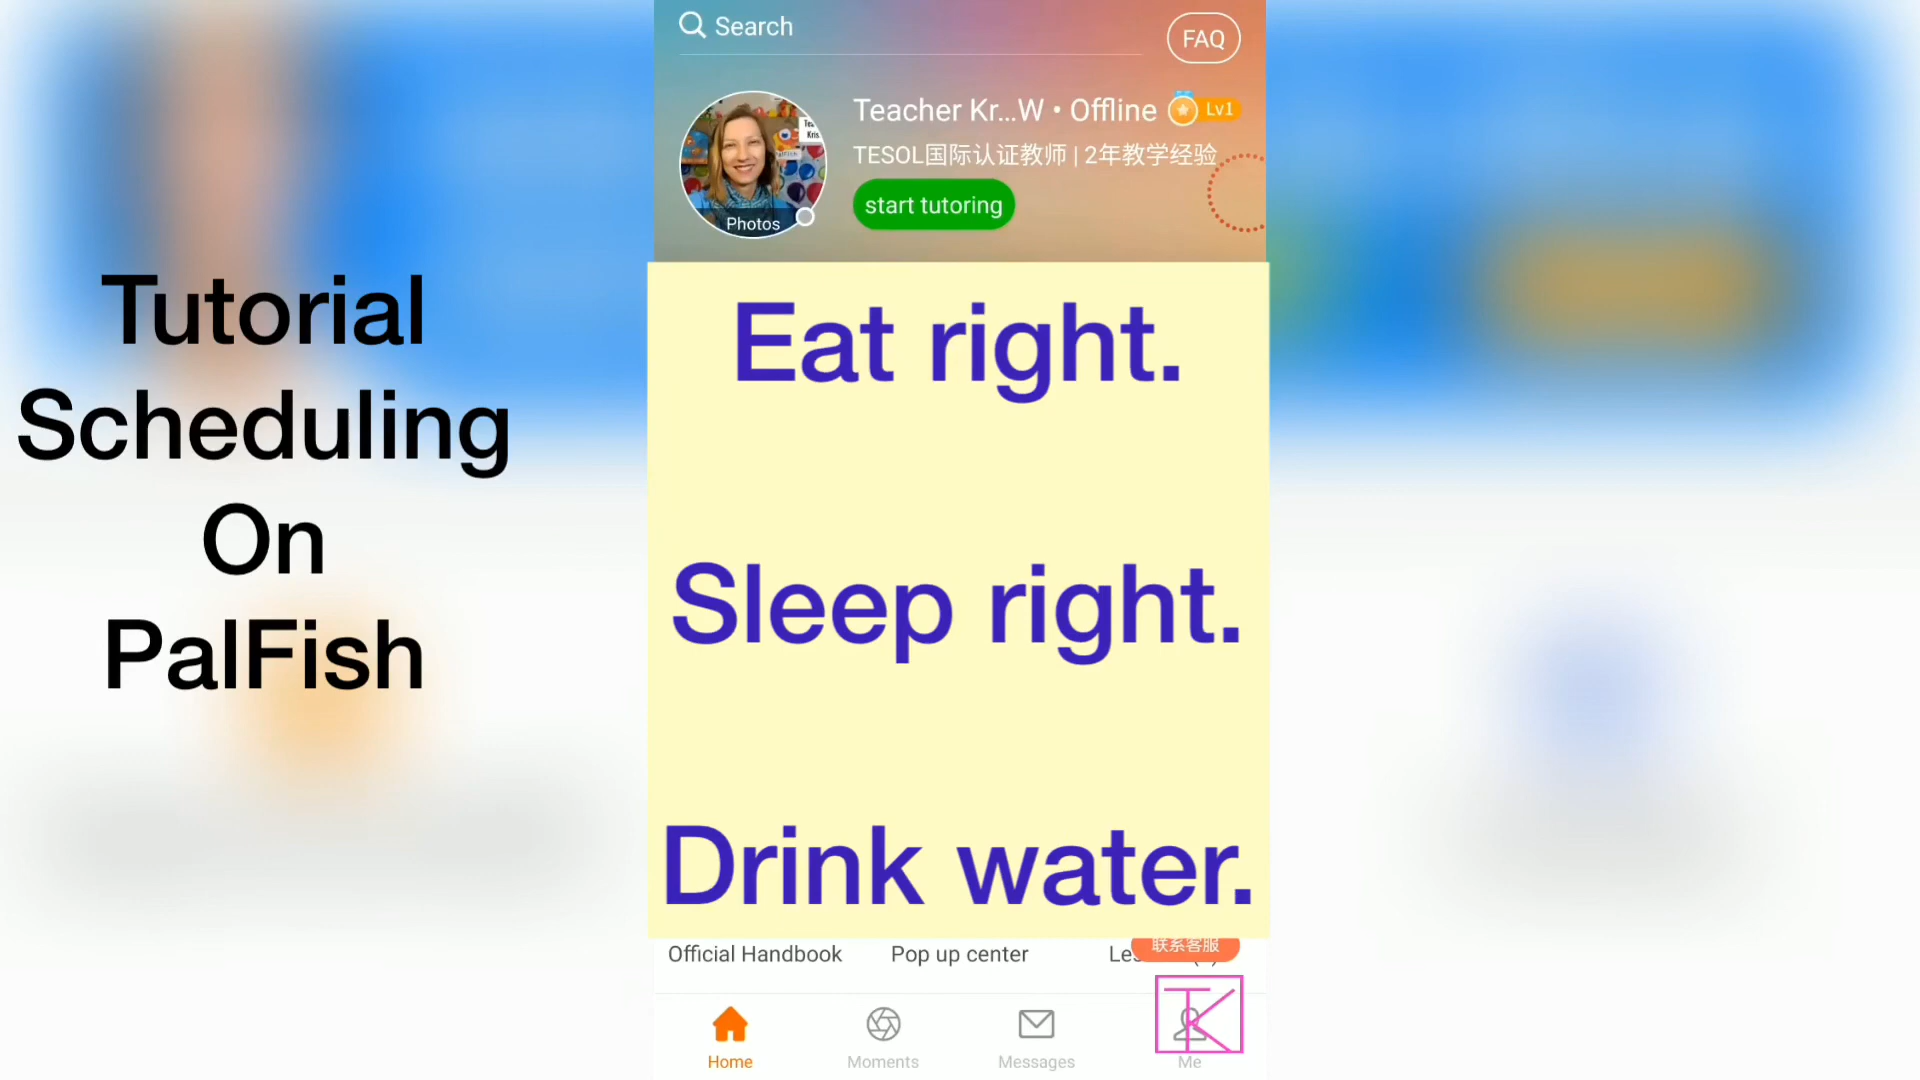 Search
FAQ
Teacher Kr...W • Offline
Lv1
TESOL国际认证教师 | 2年教学经验
start tutoring
Photos
Tutorial
Scheduling
On
PalFish
Eat right.
Sleep right.
Drink water.
联系客服
Official Handbook
Pop up center
Home
Moments
Messages
Me
TK